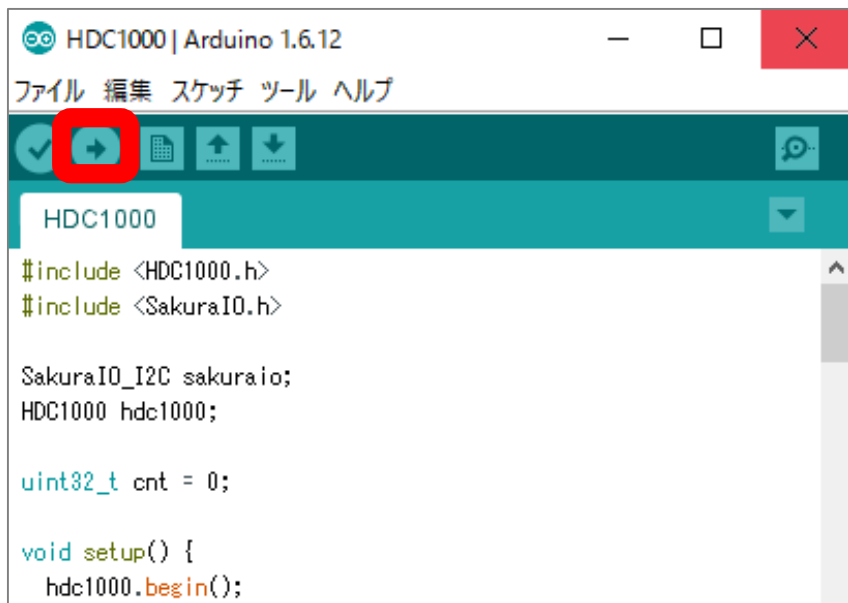 HDC1000 | Arduino 1.6.12
ファイル 編集 スケッチ ツール ヘルプ
HDC1000
#include <HDC1000.h>
#include <SakuraIO.h>
SakuraIO_I2C sakuraio;
HDC1000 hdc1000;
uint32_t cnt = 0;
void setup() {
hdc1000.begin();